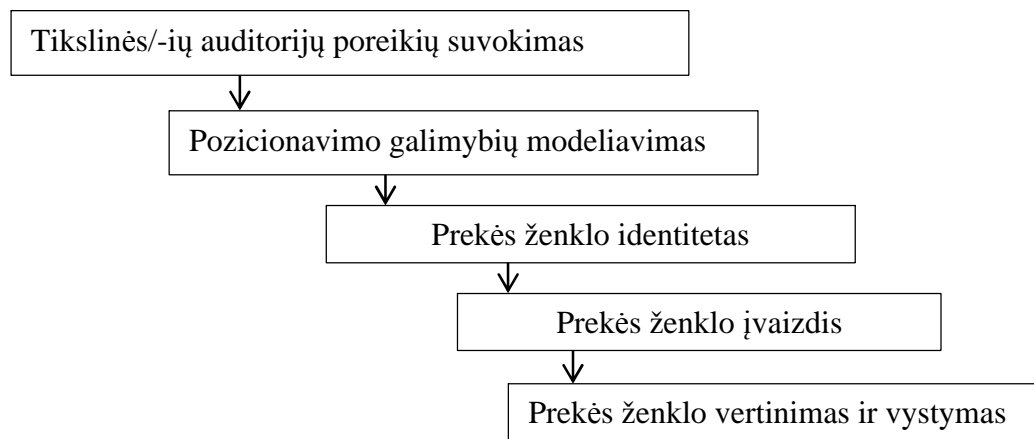 Tikslinės/-ių auditorijų poreikių suvokimas
Pozicionavimo galimybių modeliavimas
Prekės ženklo identitetas
Prekės ženklo įvaizdis
Prekės ženklo vertinimas ir vystymas